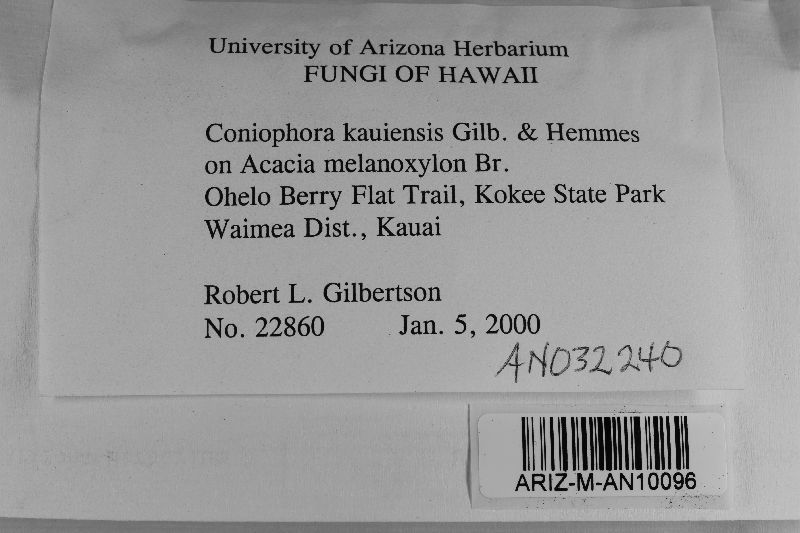 University of Arizona Herbarium
FUNGI OF HAWAII
Coniophora kauiensis Gilb. & Hemmes
on Acacia melanoxylon Br.
Ohelo Berry Flat Trail, Kokee State Park
Waimea Dist., Kauai
Robert L. Gilbertson
No. 22860 Jan. 5, 2000
AN032240
ARIZ-M-AN10096